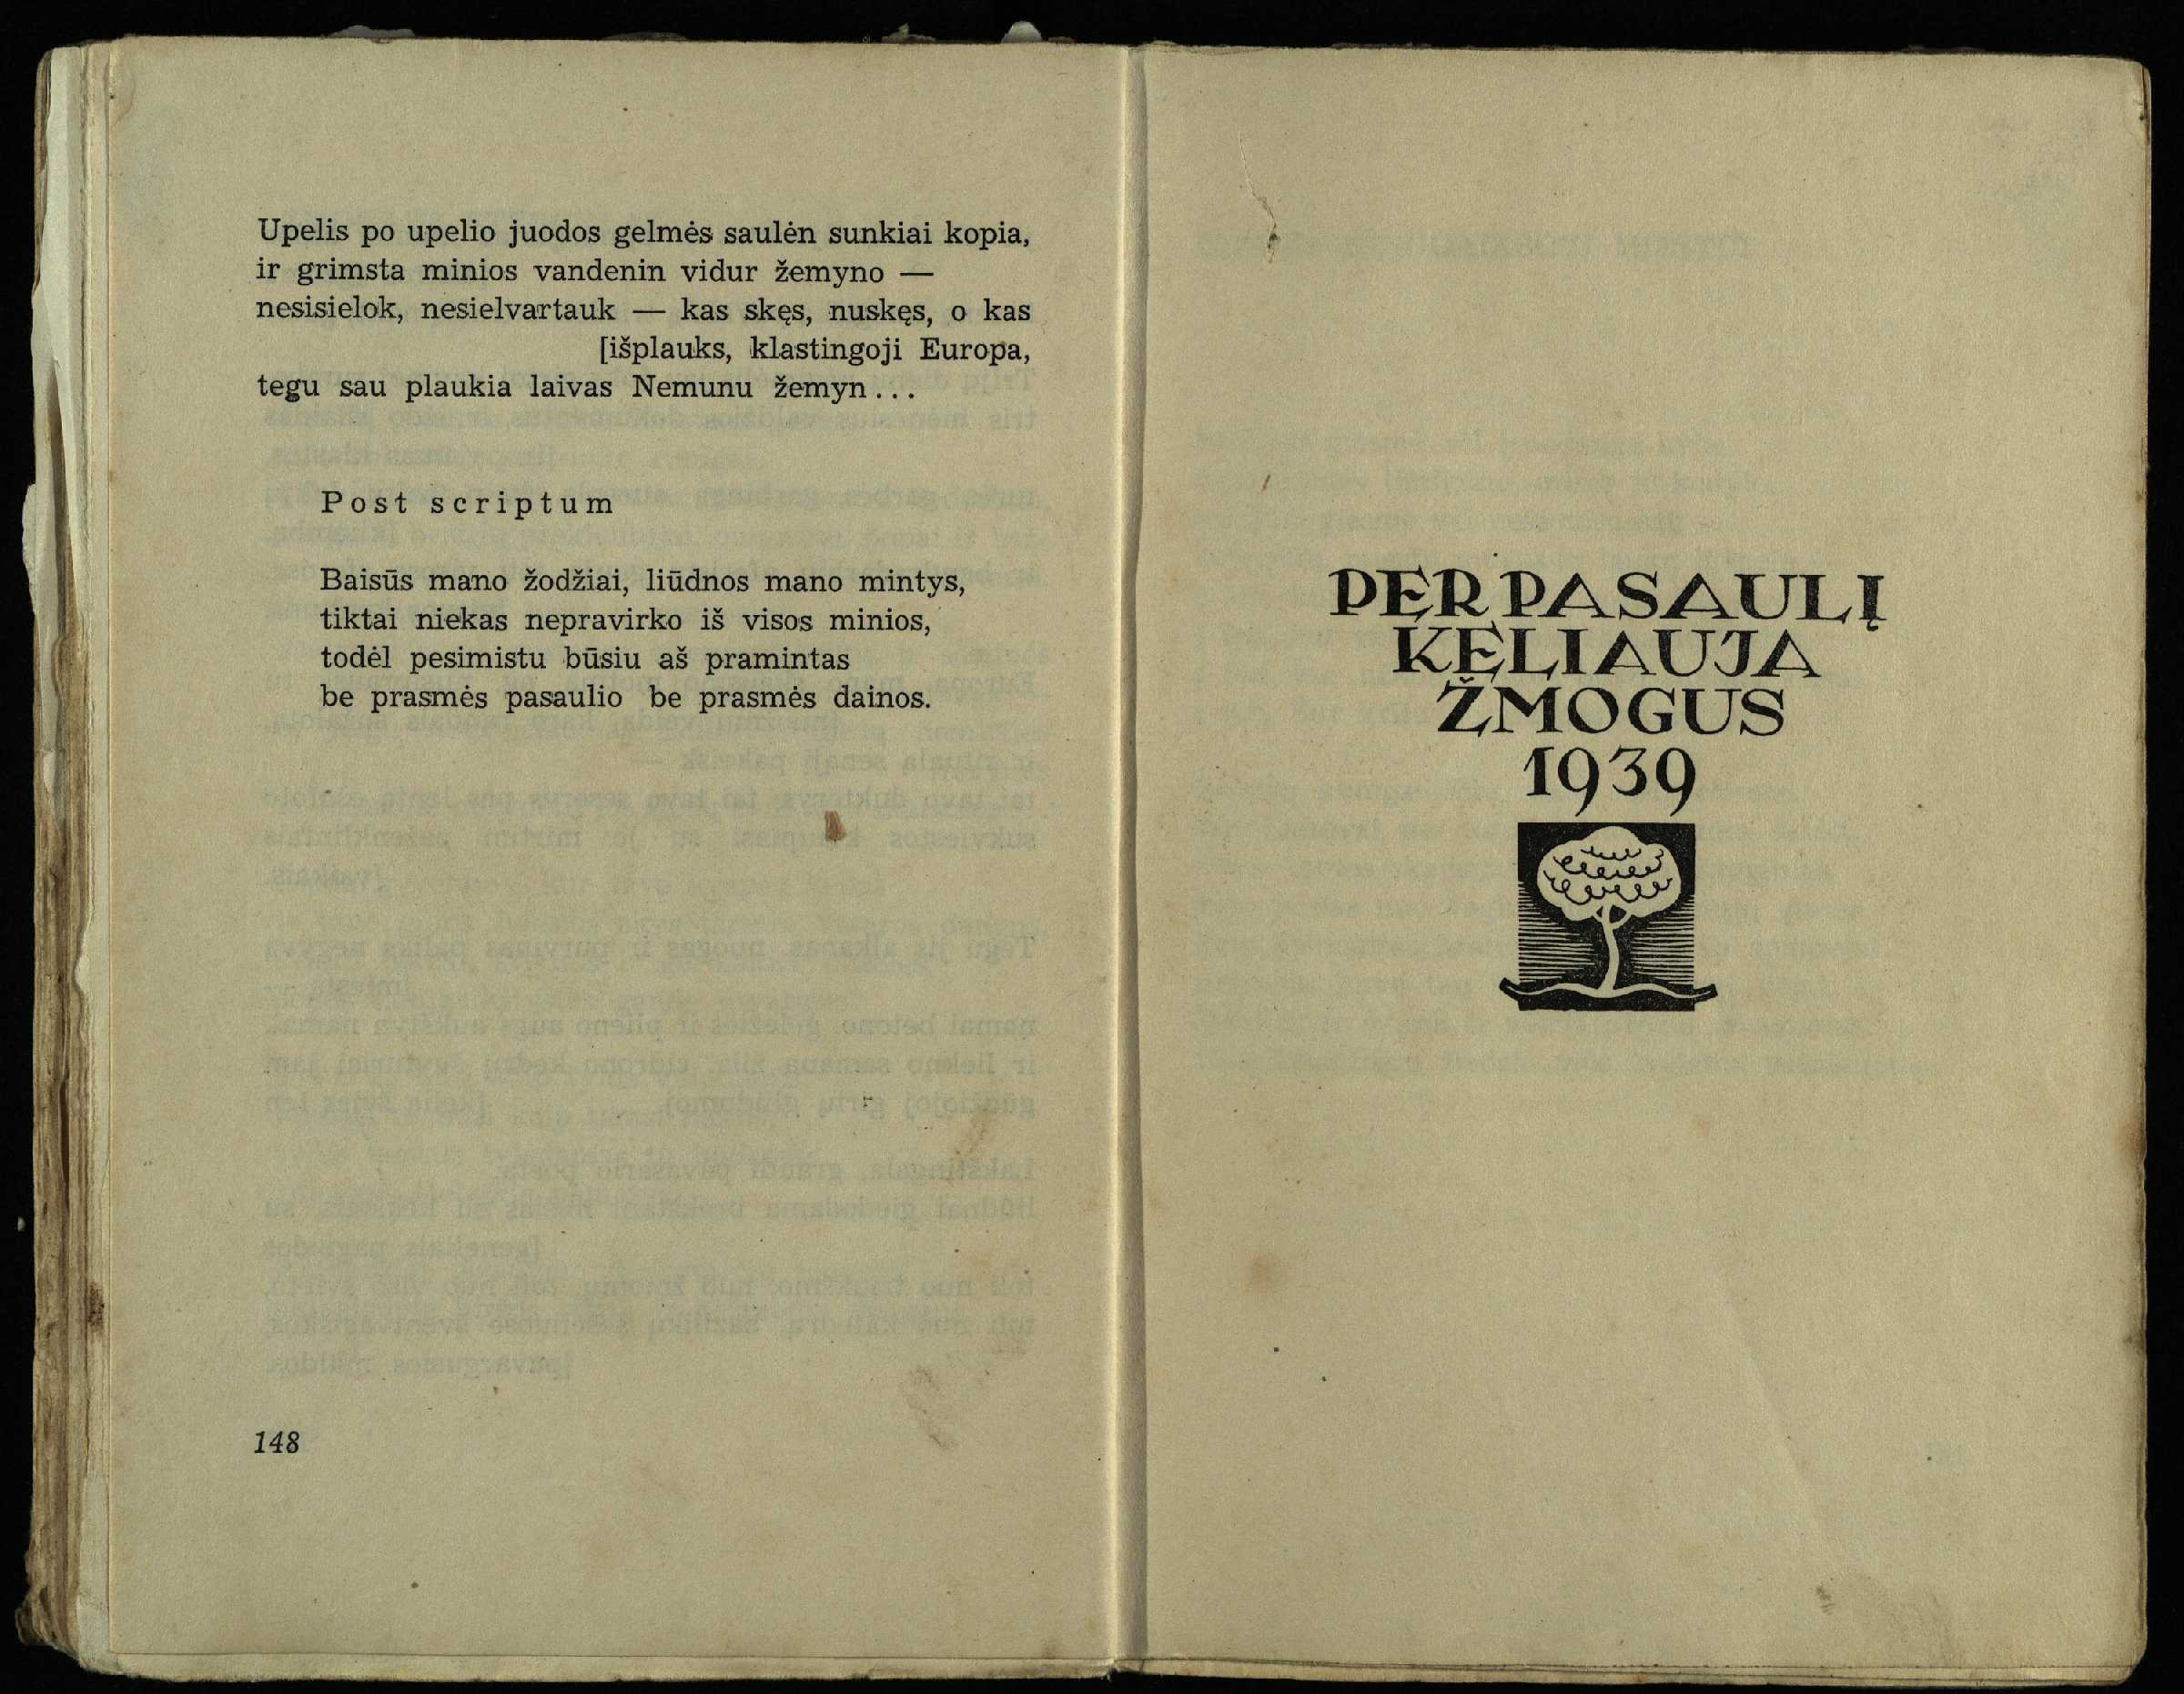 Upelis po upelio juodos gelmės saulėn sunkiai kopia,
ir grimsta minios vandenin vidur žemyno —
nesisielok, nesielvartauk — kas skęs, nuskęs, o kas
[išplauks, klastingoji Europa,
tegu sau plaukia laivas Nemunu žemyn...
Post scriptum
Baisūs mano žodžiai, liūdnos mano mintys,
tiktai niekas nepravirko iš visos minios,
todėl pesimistu būsiu aš pramintas
be prasmės pasaulio be prasmės dainos.
148
PER PASAULĮ
KELIAUJA
ŽMOGUS
1939